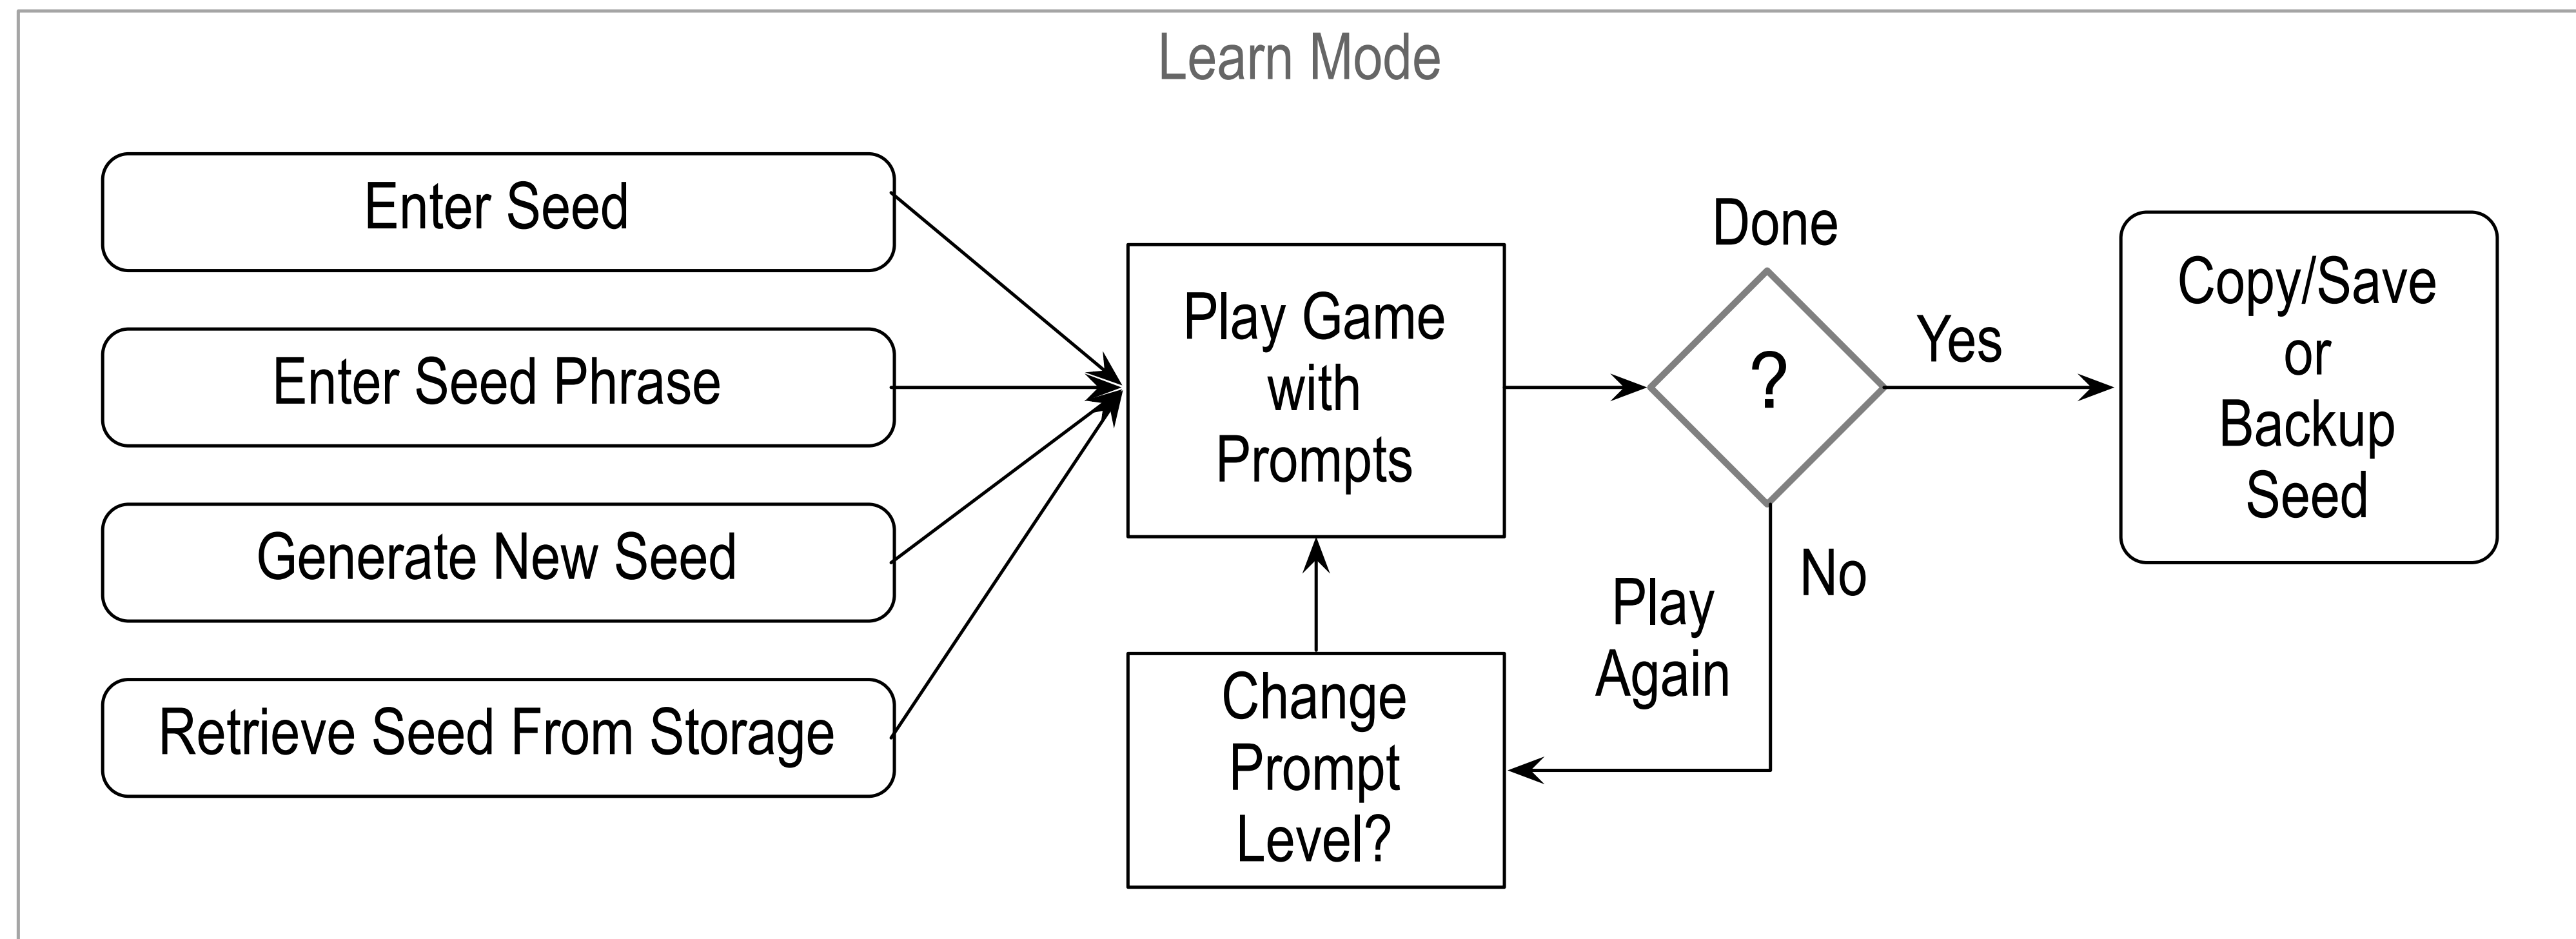 Learn Mode
Enter Seed
Enter Seed Phrase
Generate New Seed
Retrieve Seed From Storage
Play Game
with
Prompts
Change
Prompt
Level?
Done
?
Yes
No
Play
Again
Copy/Save
or
Backup
Seed